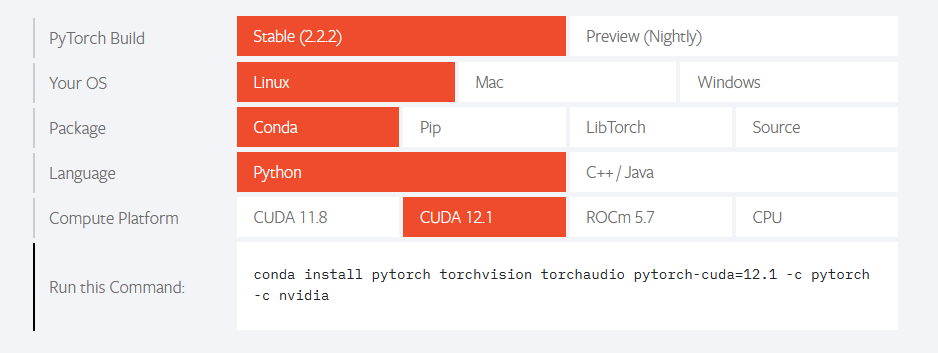 PyTorch Build Stable (2.2.2) Preview (Nightly)
Your OS Linux Mac Windows
Package Conda Pip LibTorch Source
Language Python C++ / Java
Compute Platform CUDA 11.8 CUDA 12.1 ROCm 5.7 CPU
Run this Command: conda install pytorch torchvision torchaudio pytorch-cuda=12.1 -c pytorch
-c nvidia